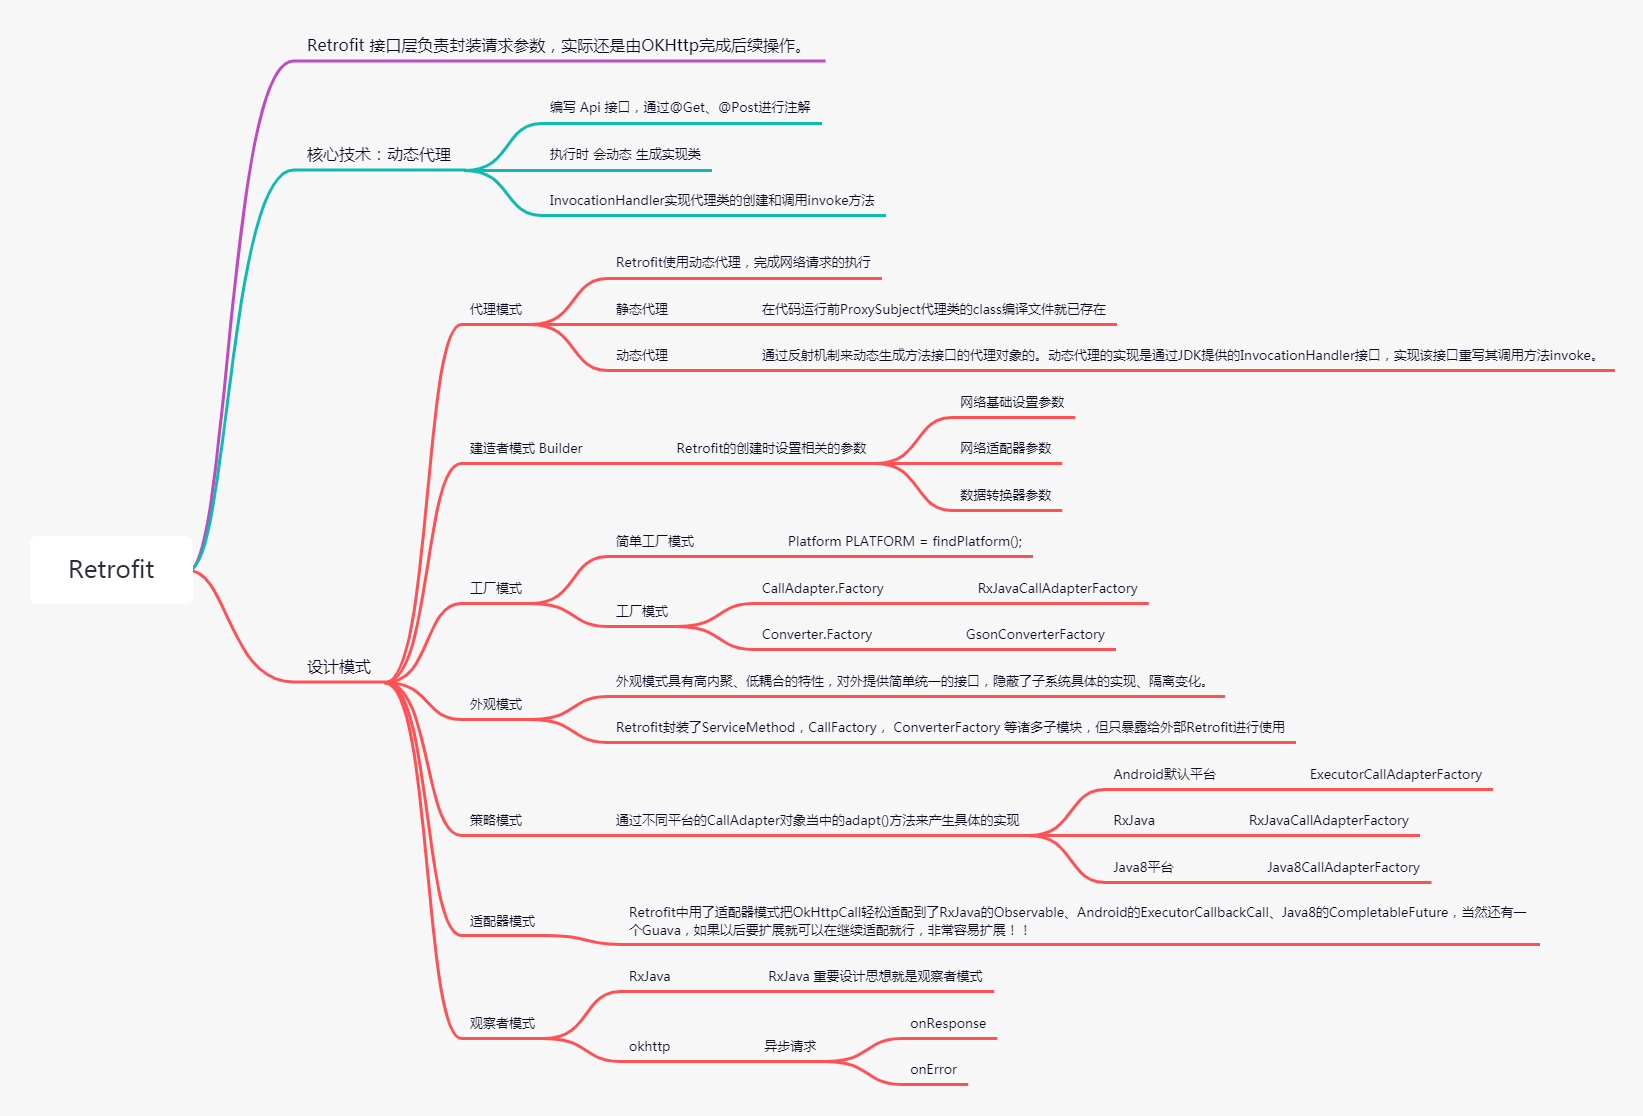 Retrofit 接口层负责封装请求参数，实际还是由OKHttp完成后续操作。
编写 Api 接口，通过@Get、@Post进行注解
核心技术：动态代理
执行时 会动态 生成实现类
InvocationHandler实现代理类的创建和调用invoke方法
Retrofit使用动态代理，完成网络请求的执行
代理模式
静态代理
在代码运行前ProxySubject代理类的class编译文件就已存在
动态代理
通过反射机制来动态生成方法接口的代理对象的。动态代理的实现是通过JDK提供的InvocationHandler接口，实现该接口重写其调用方法invoke。
网络基础设置参数
建造者模式 Builder
Retrofit的创建时设置相关的参数
网络适配器参数
数据转换器参数
简单工厂模式
Platform PLATFORM = findPlatform();
Retrofit
工厂模式
CallAdapter.Factory
RxJavaCallAdapterFactory
工厂模式
Converter.Factory
GsonConverterFactory
设计模式
外观模式具有高内聚、低耦合的特性，对外提供简单统一的接口，隐蔽了子系统具体的实现、隔离变化。
外观模式
Retrofit封装了ServiceMethod，CallFactory， ConverterFactory 等诸多子模块，但只暴露给外部Retrofit进行使用
Android默认平台
ExecutorCallAdapterFactory
策略模式
通过不同平台的CallAdapter对象当中的adapt()方法来产生具体的实现
RxJava
RxJavaCallAdapterFactory
Java8平台
Java8CallAdapterFactory
适配器模式
Retrofit中用了适配器模式把OkHttpCall轻松适配到了RxJava的Observable、Android的ExecutorCallbackCall、Java8的CompletableFuture，当然还有一
个Guava，如果以后要扩展就可以在继续适配就行，非常容易扩展！！
RxJava
RxJava 重要设计思想就是观察者模式
观察者模式
onResponse
okhttp
异步请求
onError